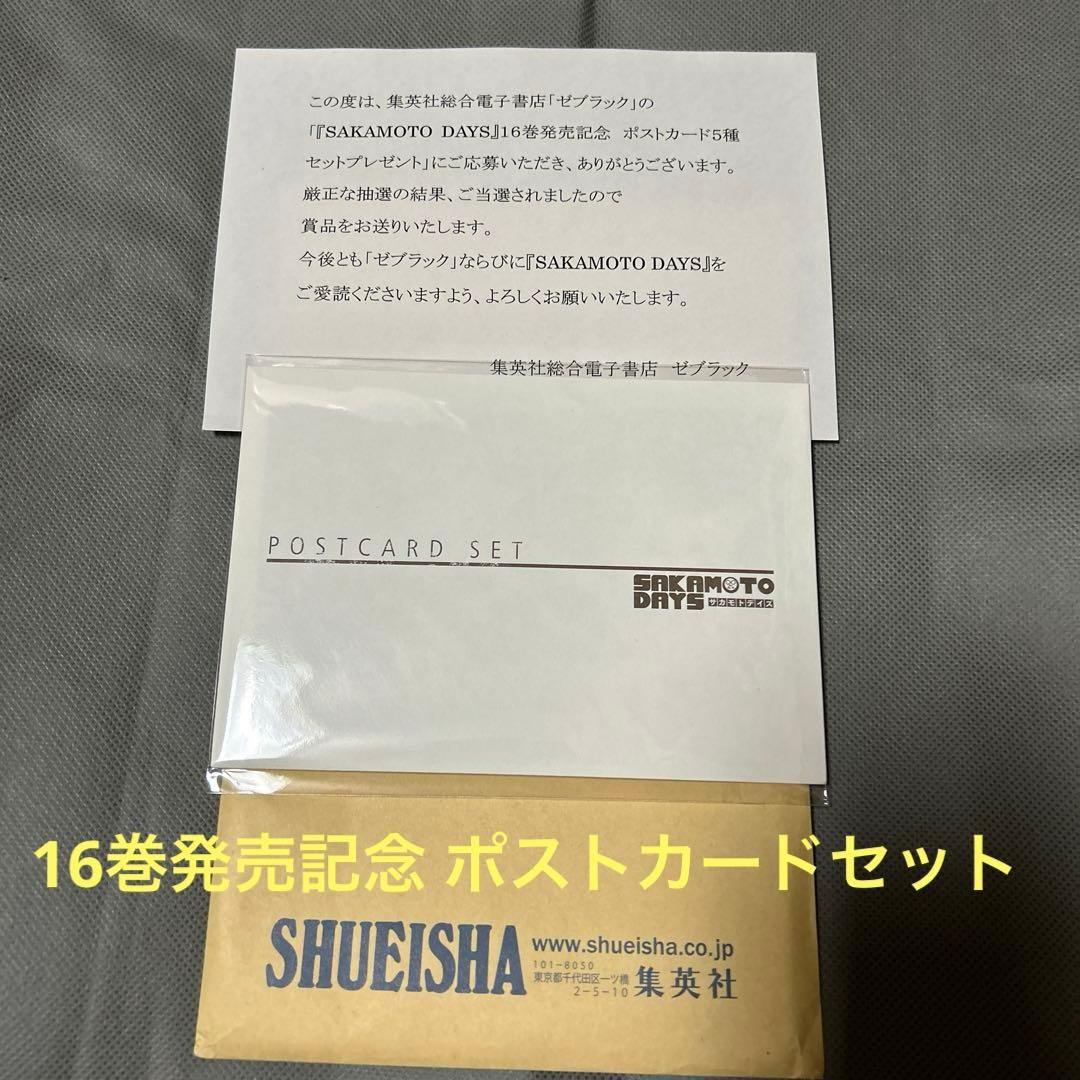 この度は、集英社総合電子書店「ゼブラック」の
「『SAKAMOTO DAYS』16巻発売記念 ポストカード5種
セットプレゼント」にご応募いただき、ありがとうございます。
厳正な抽選の結果、ご当選されましたので
賞品をお送りいたします。
今後とも「ゼブラック」ならびに『SAKAMOTO DAYS』を
ご愛読くださいますよう、よろしくお願いいたします。
集英社総合電子書店 ゼブラック
POSTCARD SET
SAKAMOTO
DAYS サカモトデイズ
16巻発売記念 ポストカードセット
SHUEISHA
www.shueisha.co.jp
101-8050
東京都千代田区一ツ橋
2-5-10
集英社